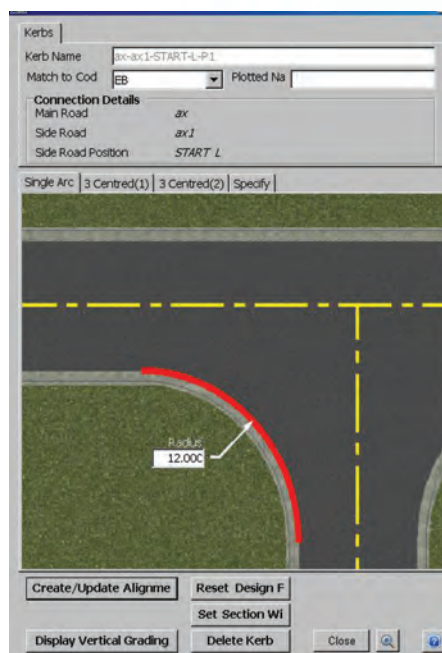 Kerbs
Kerb Name ax-ax1-START-L-P1
Match to Cod EB Plotted Na
Connection Details
Main Road ax
Side Road ax1
Side Road Position START L
Single Arc 3 Centred(1) 3 Centred(2) Specify
Radius
12.000
Create/Update Alignme Reset Design F
Set Section Wi
Display Vertical Grading Delete Kerb Close ?